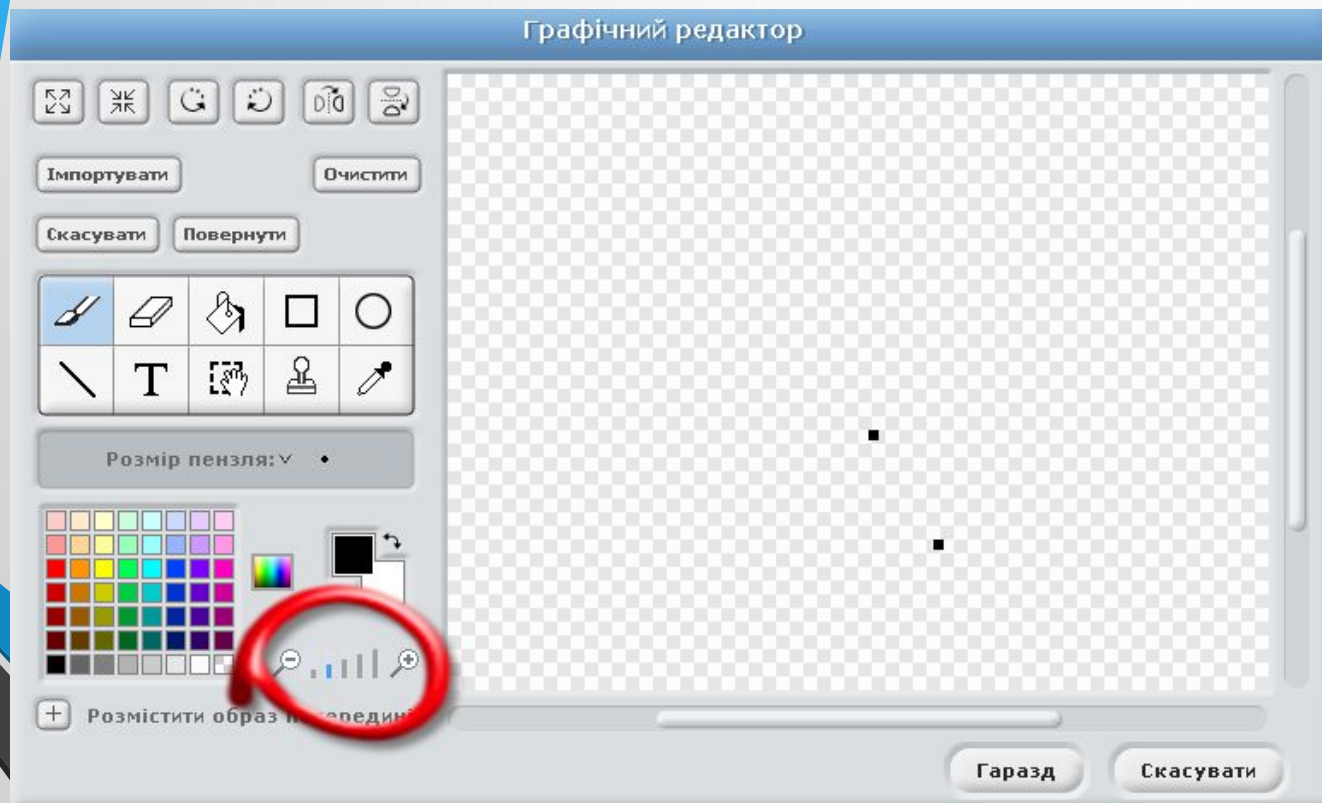 Графічний редактор
Імпортувати Очистити
Скасувати Повернути
T
Розмір пензля:
Розмістити образ
Гаразд Скасувати